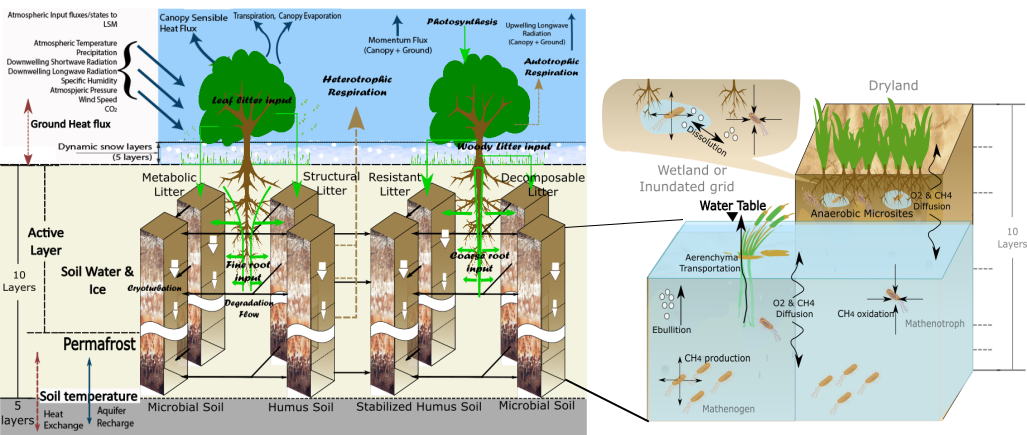 Atmospheric Input fluxes/states to
LSM
Atmospheric Temperature
Precipitation
Downwelling Shortwave Radiation
Downwelling Longwave Radiation
Specific Humidity
Atmospjeric Pressure
Wind Speed
CO₂
Ground Heat flux
Dynamic snow layers
(5 layers)
Canopy Sensible
Heat Flux
Transpiration, Canopy Evaporation
Leaf litter input
Heterotrophic
Respiration
Momentum Flux
(Canopy + Ground)
Photosynthesis
Upwelling Longwave
Radiation
(Canopy + Ground)
Autotrophic
Respiration
Woody Litter input
Metabolic
Litter
Structural
Litter
Resistant
Litter
Decomposable
Litter
Active
Layer
10
Layers
Soil Water &
Ice
Cryoturbation
Fine root
input
Degradation
Flow
Coarse root
input
Permafrost
Soil temperature
5
layers
Heat
Exchange
Aquifer
Recharge
Microbial Soil
Humus Soil
Stabilized Humus Soil
Microbial Soil
Dissolution
Dryland
Wetland or
Inundated grid
Water Table
O2 & CH4
Diffusion
Anaerobic Microsites
10
Layers
Aerenchyma
Transportation
Ebullition
O2 & CH4
Diffusion
CH4 oxidation
Mathenotroph
CH4 production
Mathenogen